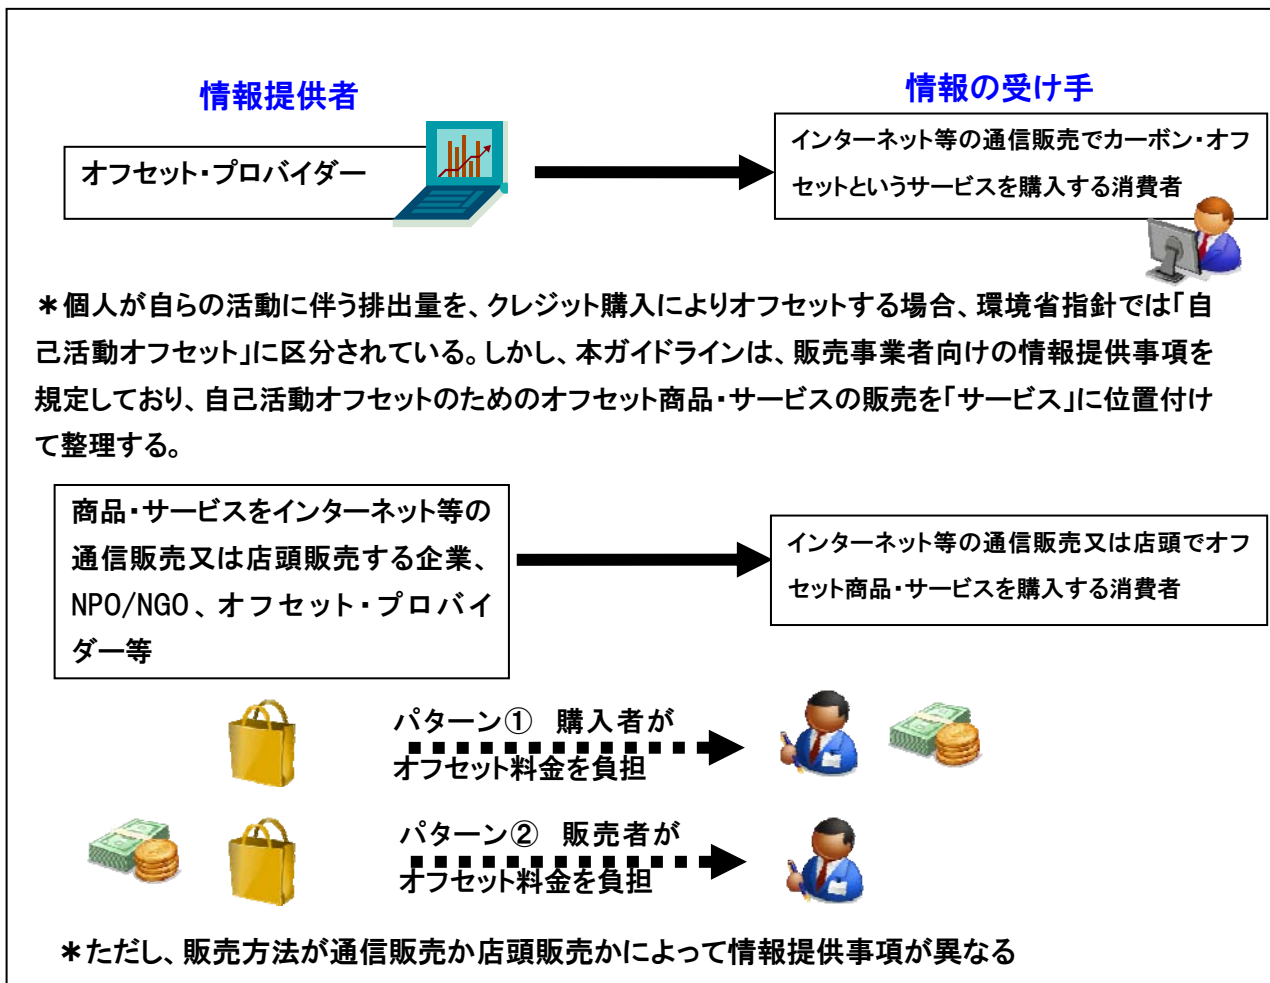 情報提供者
情報の受け手
オフセット・プロバイダー
インターネット等の通信販売でカーボン・オフ
セットというサービスを購入する消費者
＊個人が自らの活動に伴う排出量を、クレジット購入によりオフセットする場合、環境省指針では「自
己活動オフセット」に区分されている。しかし、本ガイドラインは、販売事業者向けの情報提供事項を
規定しており、自己活動オフセットのためのオフセット商品・サービスの販売を「サービス」に位置付け
て整理する。
商品・サービスをインターネット等の
通信販売又は店頭販売する企業、
NPO/NGO、オフセット・プロバイ
ダー等
インターネット等の通信販売又は店頭でオフ
セット商品・サービスを購入する消費者
パターン① 購入者が
オフセット料金を負担
パターン② 販売者が
オフセット料金を負担
＊ただし、販売方法が通信販売か店頭販売かによって情報提供事項が異なる